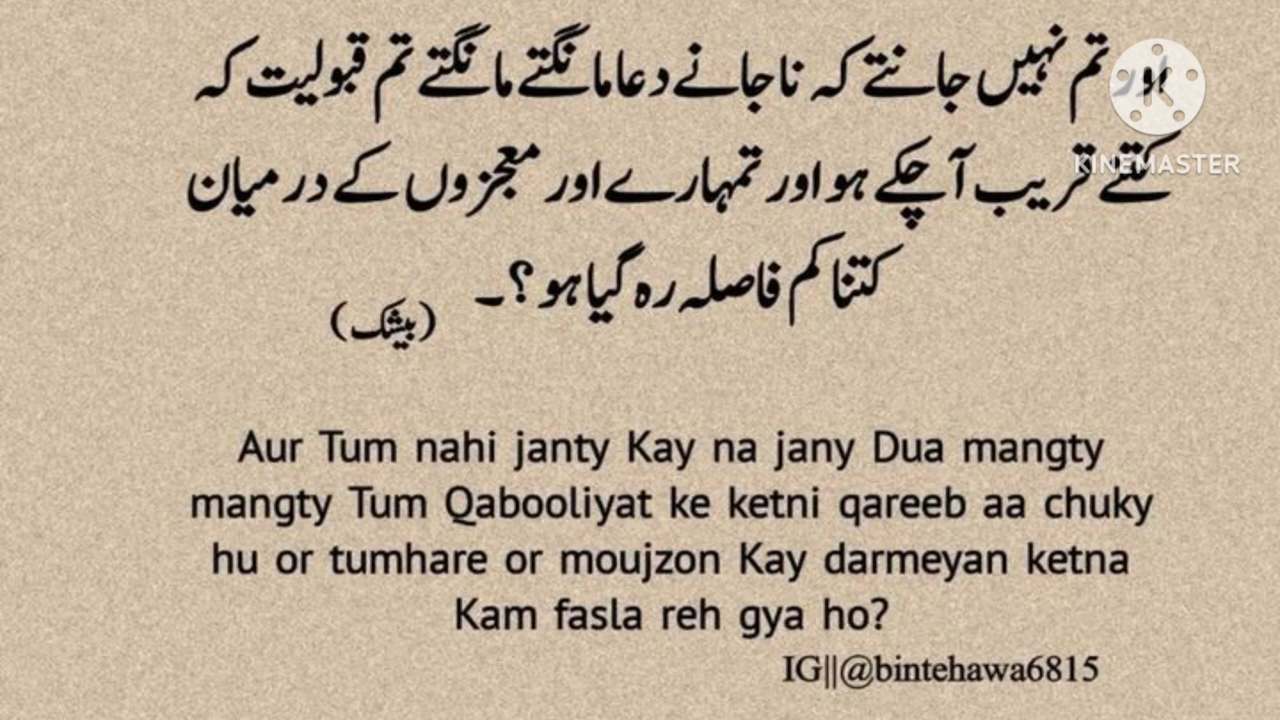 اور تم نہیں جانتے کہ ناجانے دعا مانگتے مانگتے تم قبولیت کہ
کتنے قریب آچکے ہو اور تمہارے اور معجزوں کے درمیان
کتنا کم فاصلہ رہ گیا ہو ؟۔
(بیشک)
Aur Tum nahi janty Kay na jany Dua mangty
mangty Tum Qabooliyat ke ketni qareeb aa chuky
hu or tumhare or moujzon Kay darmeyan ketna
Kam fasla reh gya ho?
IG||@bintehawa6815
KINEMASTER